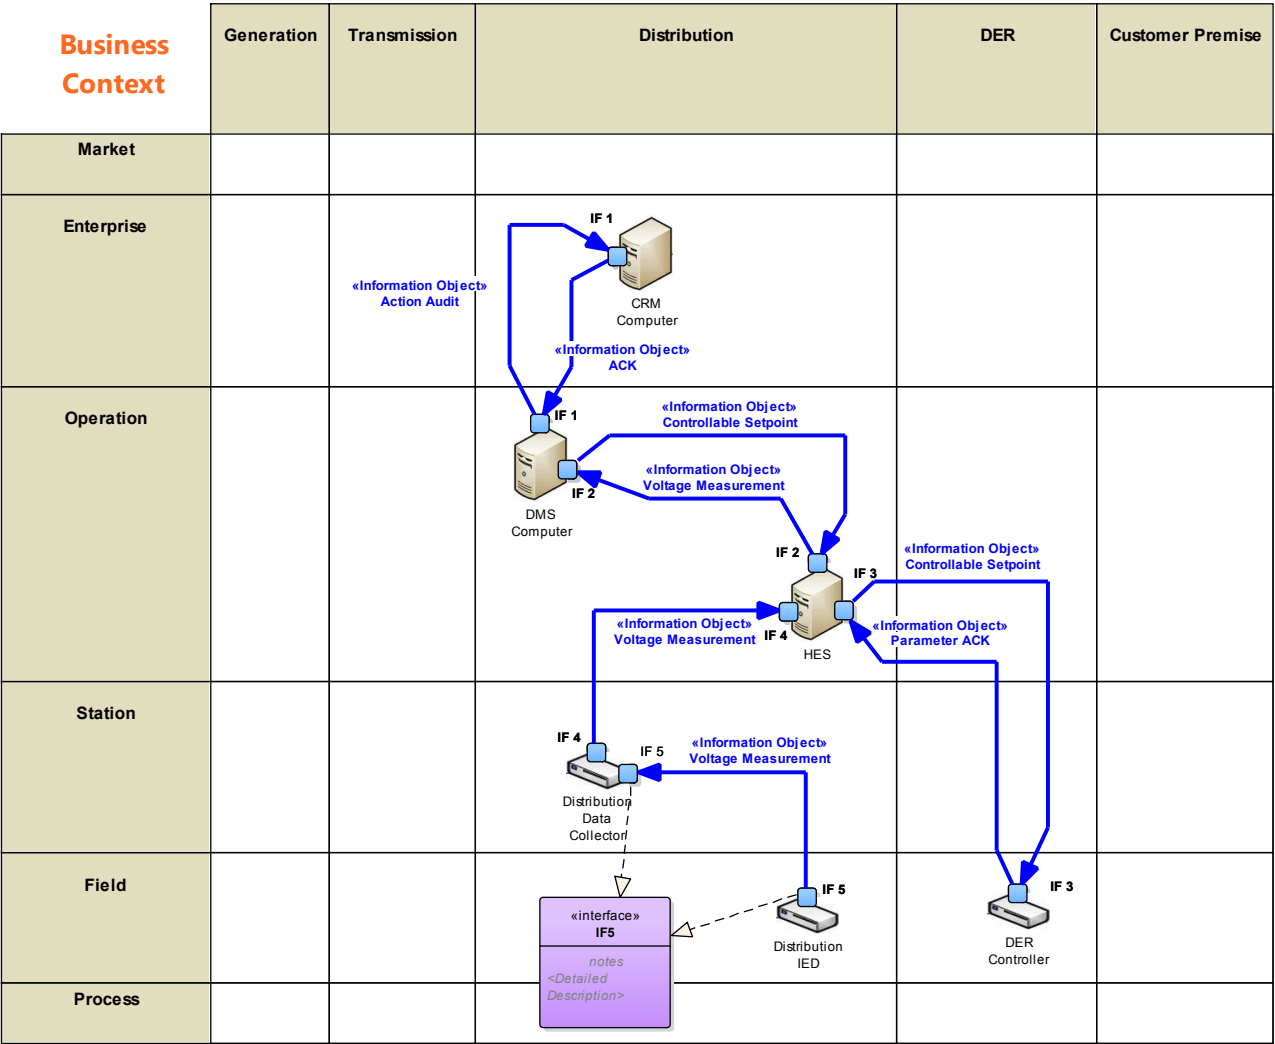 Business
Context
Generation
Transmission
Distribution
DER
Customer Premise
Market
Enterprise
IF 1
«Information Object»
Action Audit
CRM
Computer
«Information Object»
ACK
Operation
IF 1
«Information Object»
Controllable Setpoint
«Information Object»
Voltage Measurement
IF 2
DMS
Computer
IF 2
«Information Object»
Controllable Setpoint
IF 3
«Information Object»
Voltage Measurement
IF 4
«Information Object»
Parameter ACK
HES
Station
IF 4
IF 5
«Information Object»
Voltage Measurement
Distribution
Data
Collector
Field
IF 5
IF 3
«interface»
IF5
notes
<Detailed
Description>
Distribution
IED
DER
Controller
Process